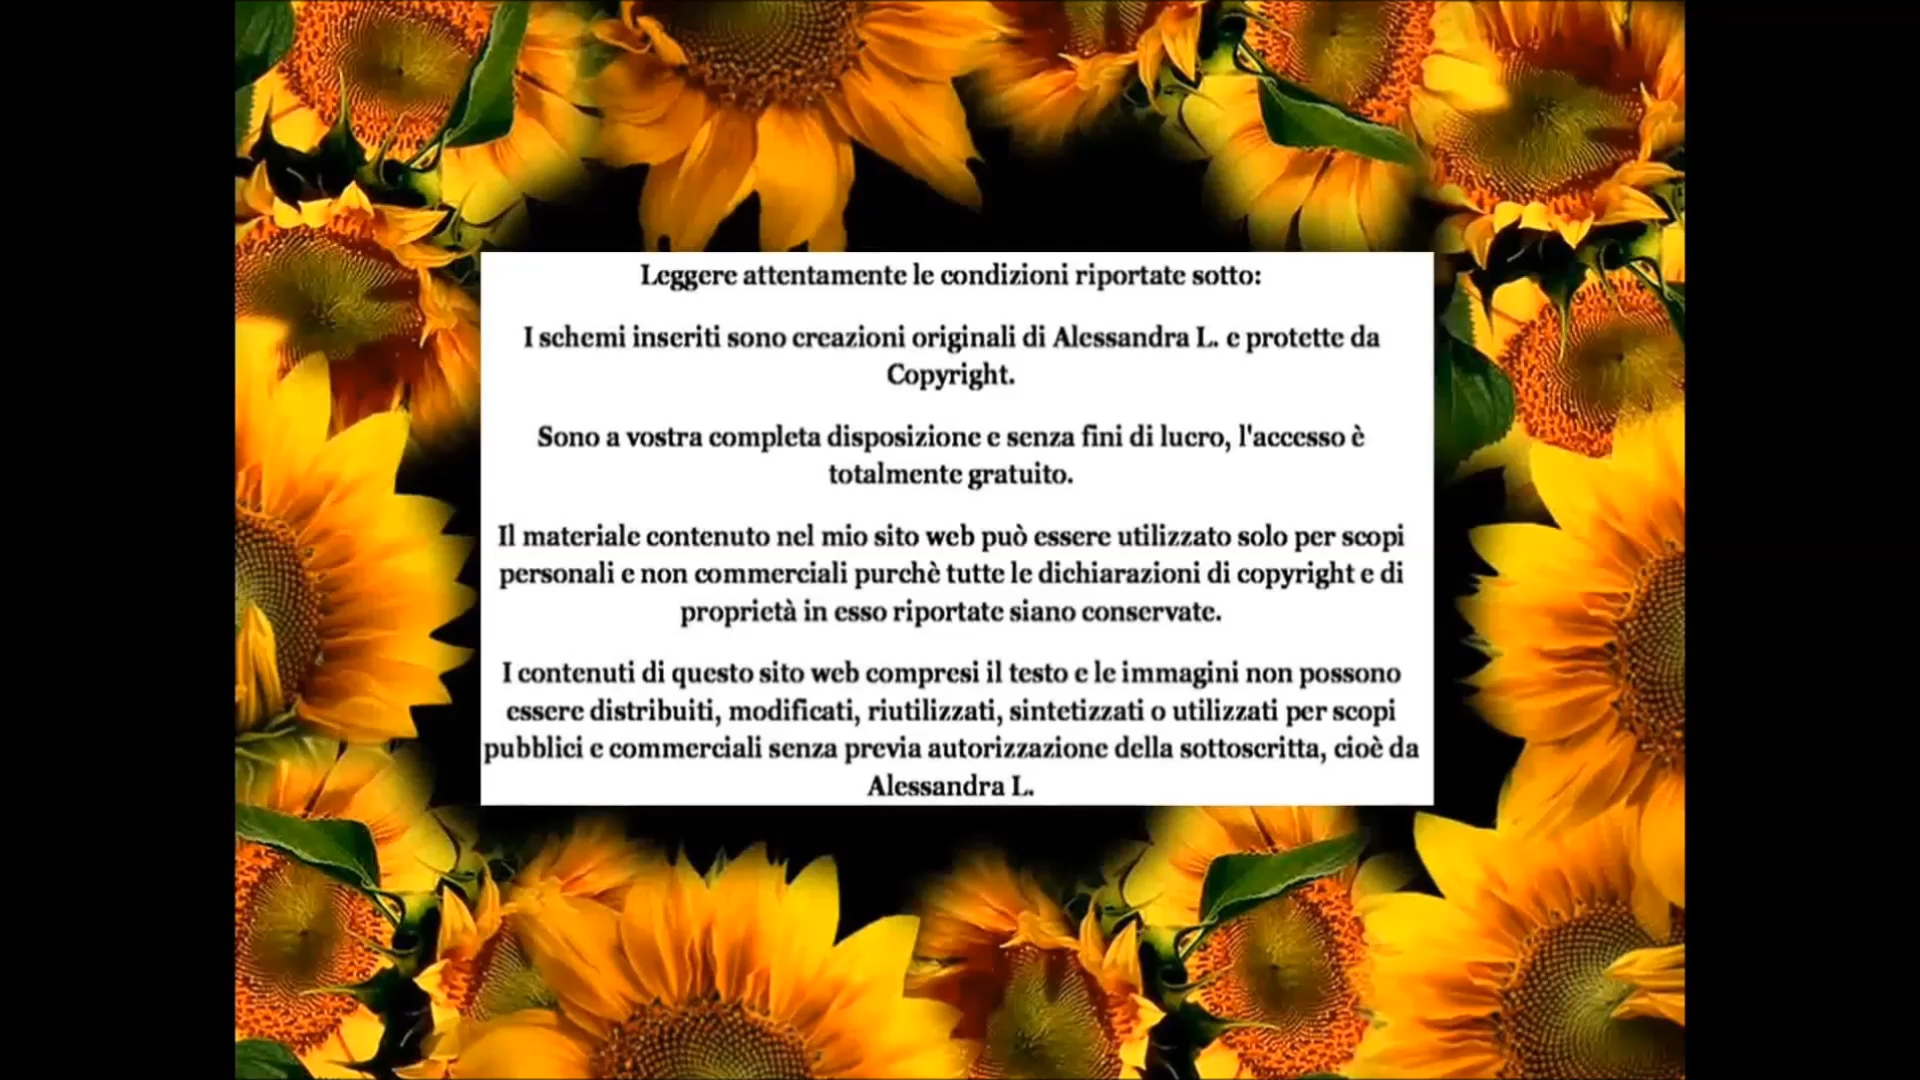 Leggere attentamente le condizioni riportate sotto:
I schemi inseriti sono creazioni originali di Alessandra L. e protette da
Copyright.
Sono a vostra completa disposizione e senza fini di lucro, l'accesso è
totalmente gratuito.
Il materiale contenuto nel mio sito web può essere utilizzato solo per scopi
personali e non commerciali purchè tutte le dichiarazioni di copyright e di
proprietà in esso riportate siano conservate.
I contenuti di questo sito web compresi il testo e le immagini non possono
essere distribuiti, modificati, riutilizzati, sintetizzati o utilizzati per scopi
pubblici e commerciali senza previa autorizzazione della sottoscritta, cioè da
Alessandra L.